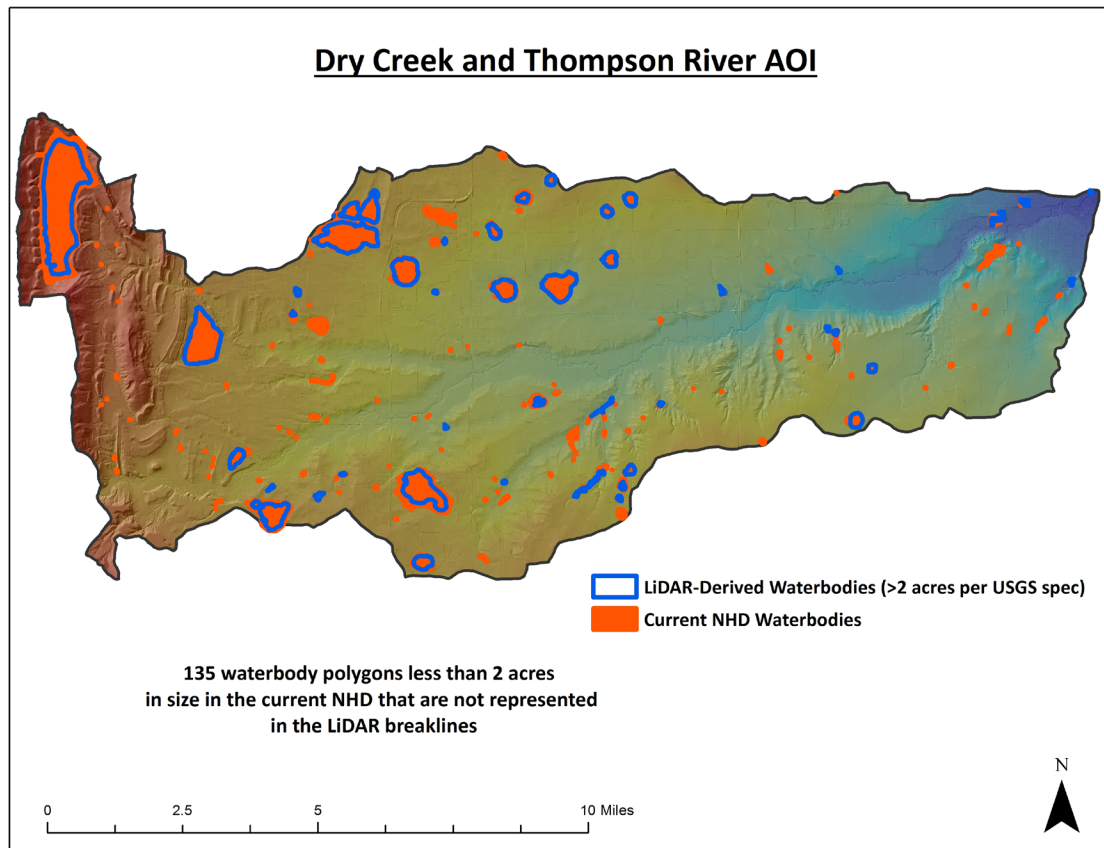 Dry Creek and Thompson River AOI
LiDAR-Derived Waterbodies (>2 acres per USGS spec)
Current NHD Waterbodies
135 waterbody polygons less than 2 acres
in size in the current NHD that are not represented
in the LiDAR breaklines
0 2.5 5 10 Miles
N